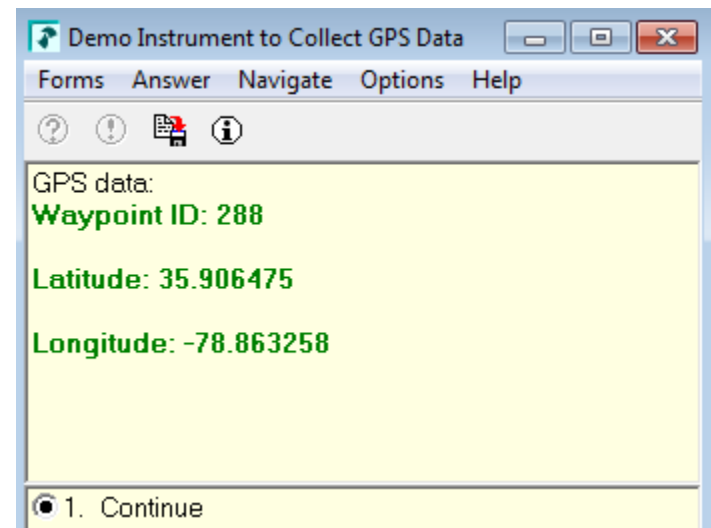 Demo Instrument to Collect GPS Data
Forms Answer Navigate Options Help
GPS data:
Waypoint ID: 288
Latitude: 35.906475
Longitude: -78.863258
1. Continue